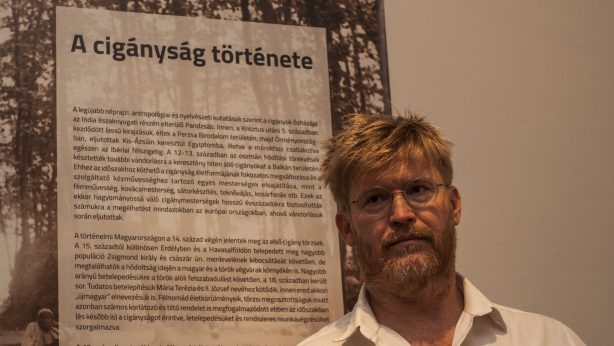 A cigányság története
A legújabb néprajzi, antropológiai és nyelvészeti kutatások szerint a cigányok őshazája
az India északnyugati részén elterülő Pandzsáb. Innen, a Krisztus utáni 5. században
kezdődött lassú kirajzásuk, éltek a Perzsa Birodalom területén, majd Örményország-
ban, eljutottak Kis-Ázsián keresztül Egyiptomba, illetve a mórokhoz csatlakozva
egészen az Ibériai félszigetig. A 12-13. században az oszmán hódítási törekvések
késztették további vándorlásra a keresztény hiten álló cigányokat a Balkán területén
Ehhez az időszakhoz köthető a cigányság életformájának fokozatos megváltozása és a
szolgáltató kézművességhez tartozó egyes mesterségek elsajátítása, mint a
fémművesség, kovácsmesterség, sátorkészítés, teknővájás, kosárfonás stb. Ezek az
ekkor hagyományossá váló cigánymesterségek hosszú évszázadokra biztosították
számukra a megélhetést mindazokban az európai országokban, ahová vándorlásuk
során eljutottak.
A történelmi Magyarországon a 14. század végén jelentek meg az első cigány törzsek.
A 15. századtól különösen Erdélyben és a Havasalföldön telepedett meg nagyobb
populáció Zsigmond király és császár ún. menlevelének kibocsátását követően, de
megtalálhatók a hódoltság idején a magyar és a török végvárak környékén is. Nagyobb
arányú betelepedésükre a török alóli felszabadulást követően, a 18. században került
sor. Tudatos betelepítésük Mária Terézia és II. József nevéhez kötődik, innen ered akkori
„újmagyar" elnevezésük is. Félnomád életkörülményeik, törzsi megosztottságuk miatt
azonban számos korlátozó és tiltó rendelet is megfogalmazódott ebben az időszakban
(és később is) a cigányságot érintve, letelepedésüket és rendszeres munkavégzésüket
szorgalmazva.